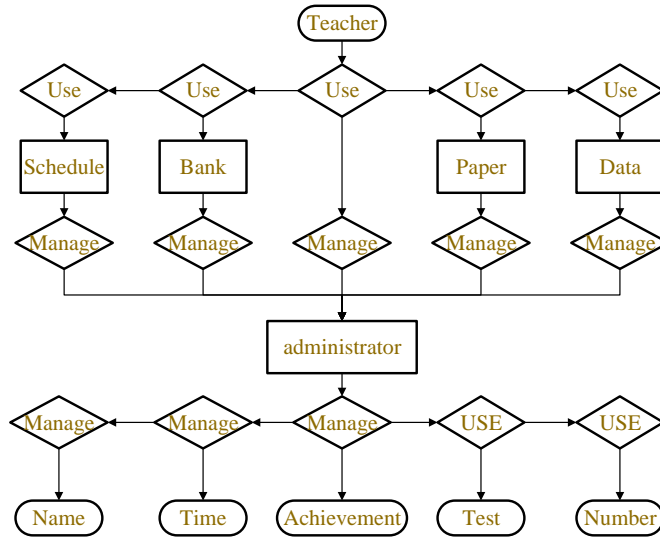 Teacher
Use Use Use Use Use
Schedule Bank Paper Data
Manage Manage Manage Manage Manage
administrator
Manage Manage Manage USE USE
Name Time Achievement Test Number